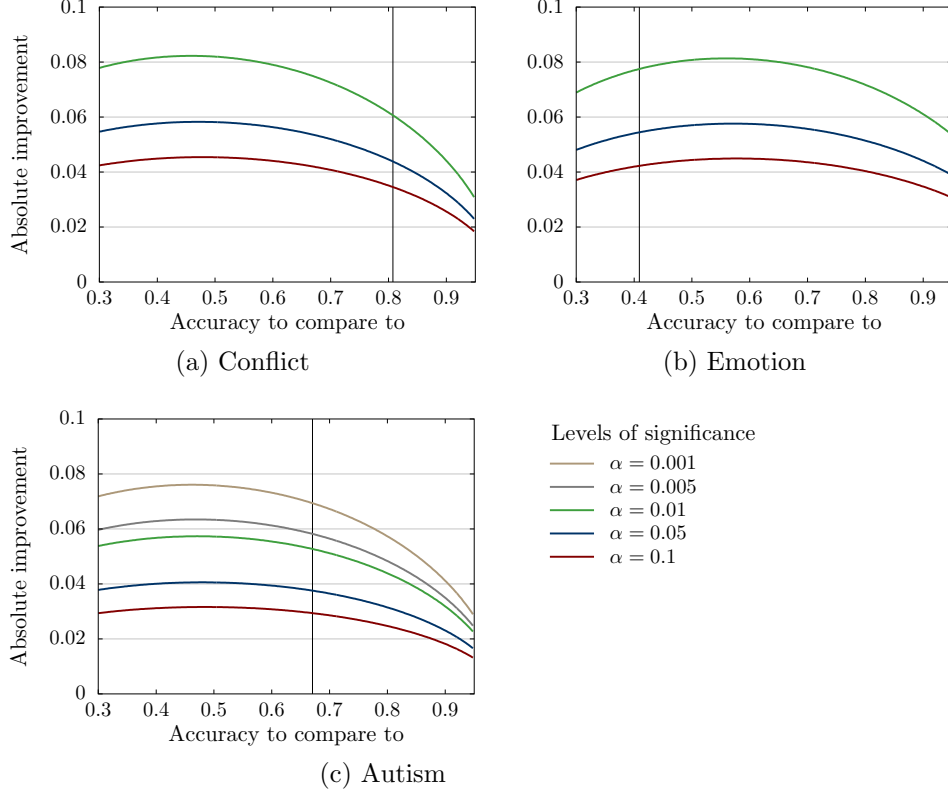 0.1
0.08
0.06
0.04
0.02
0
Absolute improvement
0.3 0.4 0.5 0.6 0.7 0.8 0.9
Accuracy to compare to
(a) Conflict
0.1
0.08
0.06
0.04
0.02
0
0.3 0.4 0.5 0.6 0.7 0.8 0.9
Accuracy to compare to
(b) Emotion
0.1
0.08
0.06
0.04
0.02
0
Absolute improvement
0.3 0.4 0.5 0.6 0.7 0.8 0.9
Accuracy to compare to
(c) Autism
Levels of significance
α = 0.001
α = 0.005
α = 0.01
α = 0.05
α = 0.1